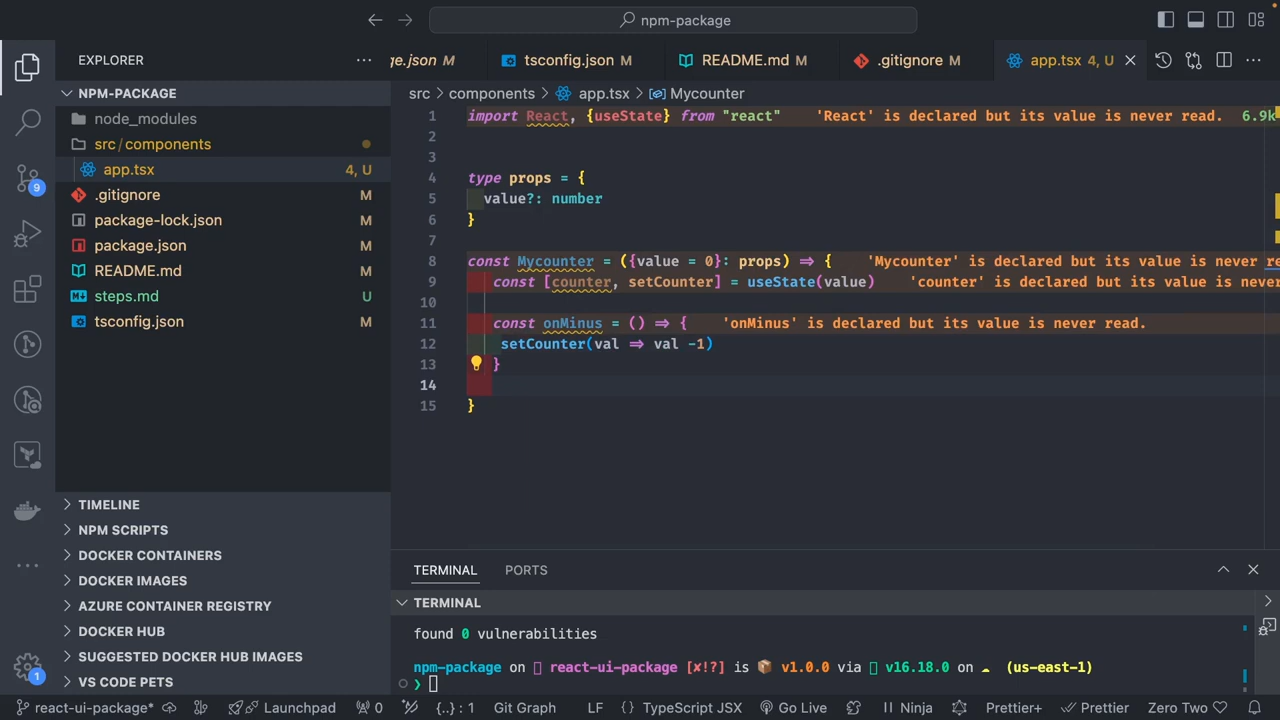 npm-package
EXPLORER
ge.json M
tsconfig.json M
README.md M
.gitignore M
app.tsx 4, U
NPM-PACKAGE
node_modules
src/components
app.tsx 4, U
.gitignore M
package-lock.json M
package.json M
README.md M
steps.md U
tsconfig.json M
TIMELINE
NPM SCRIPTS
DOCKER CONTAINERS
DOCKER IMAGES
AZURE CONTAINER REGISTRY
DOCKER HUB
SUGGESTED DOCKER HUB IMAGES
VS CODE PETS
9
1
src > components > app.tsx > Mycounter
1 import React, {useState} from "react" 'React' is declared but its value is never read. 6.9k
2
3
4 type props = {
5 value?: number
6 }
7
8 const Mycounter = ({value = 0}: props) => { 'Mycounter' is declared but its value is never re
9 const [counter, setCounter] = useState(value) 'counter' is declared but its value is never
10
11 const onMinus = () => { 'onMinus' is declared but its value is never read.
12 setCounter(val => val -1)
13 }
14
15 }
TERMINAL PORTS
TERMINAL
found 0 vulnerabilities
npm-package on react-ui-package [✘!?] is 📦 v1.0.0 via v16.18.0 on ☁ (us-east-1)
❯
react-ui-package* Launchpad 0 {..} : 1 Git Graph LF {} TypeScript JSX Go Live Ninja Prettier+ Prettier Zero Two